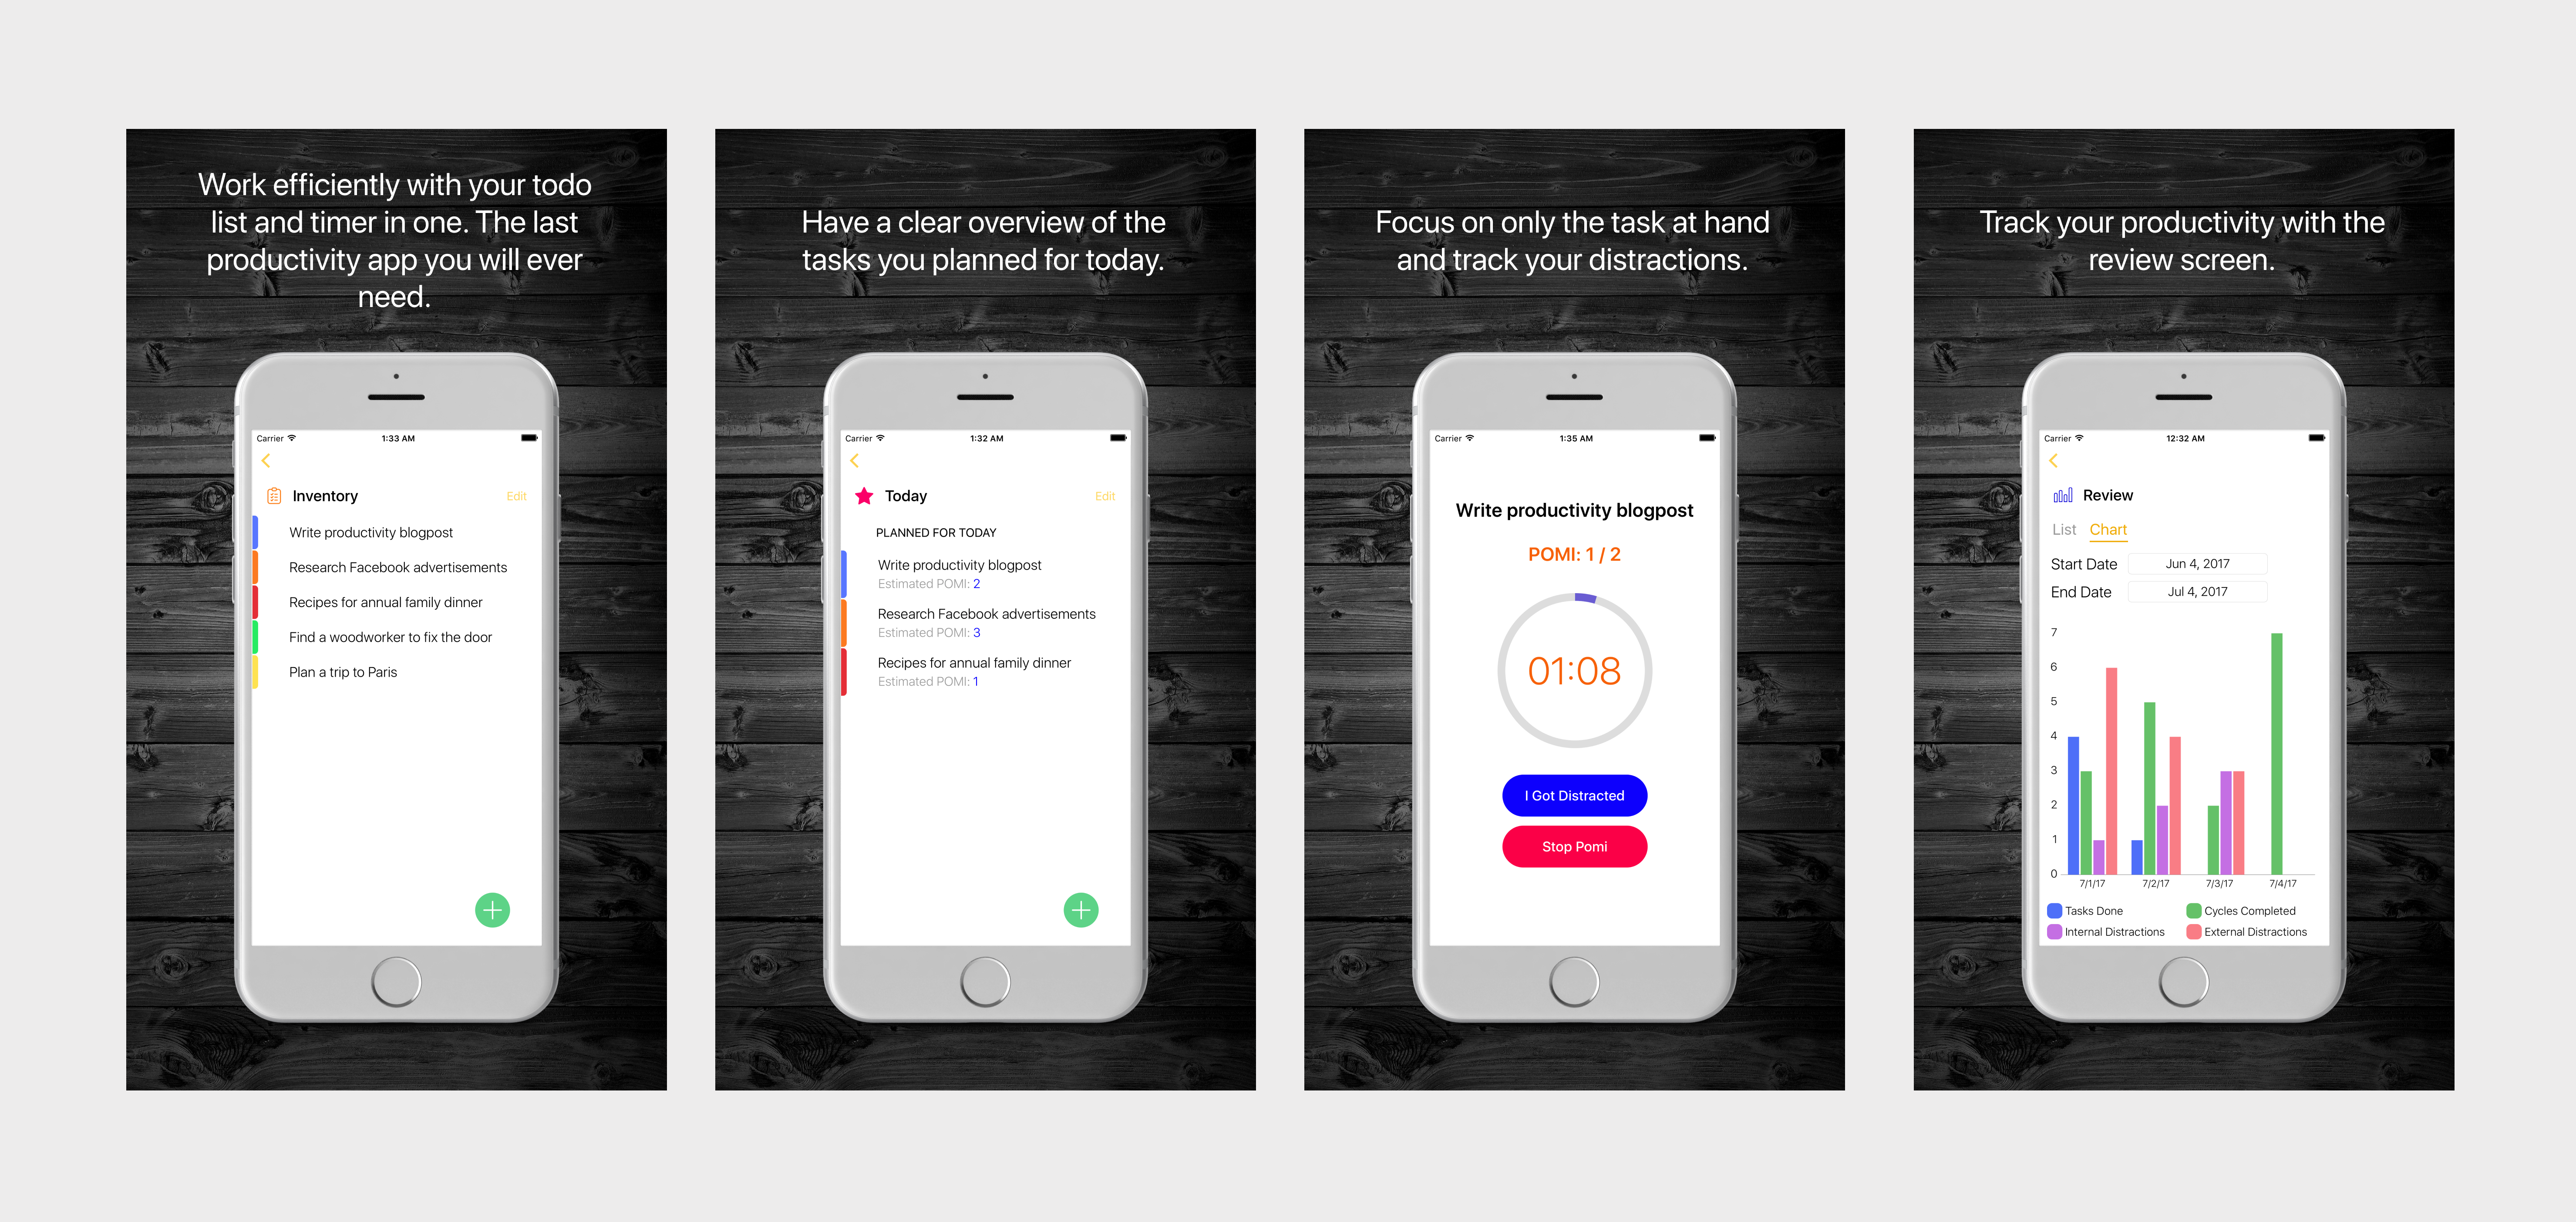 Work efficiently with your todo
list and timer in one. The last
productivity app you will ever
need.
Carrier
1:33 AM
Inventory
Edit
Write productivity blogpost
Research Facebook advertisements
Recipes for annual family dinner
Find a woodworker to fix the door
Plan a trip to Paris
Have a clear overview of the
tasks you planned for today.
Carrier
1:32 AM
Today
Edit
PLANNED FOR TODAY
Write productivity blogpost
Estimated POMI: 2
Research Facebook advertisements
Estimated POMI: 3
Recipes for annual family dinner
Estimated POMI: 1
Focus on only the task at hand
and track your distractions.
Carrier
1:35 AM
Write productivity blogpost
POMI: 1 / 2
01:08
I Got Distracted
Stop Pomi
Track your productivity with the
review screen.
Carrier
12:32 AM
Review
List Chart
Start Date Jun 4, 2017
End Date Jul 4, 2017
7
6
5
4
3
2
1
0
7/1/17 7/2/17 7/3/17 7/4/17
Tasks Done Cycles Completed
Internal Distractions External Distractions